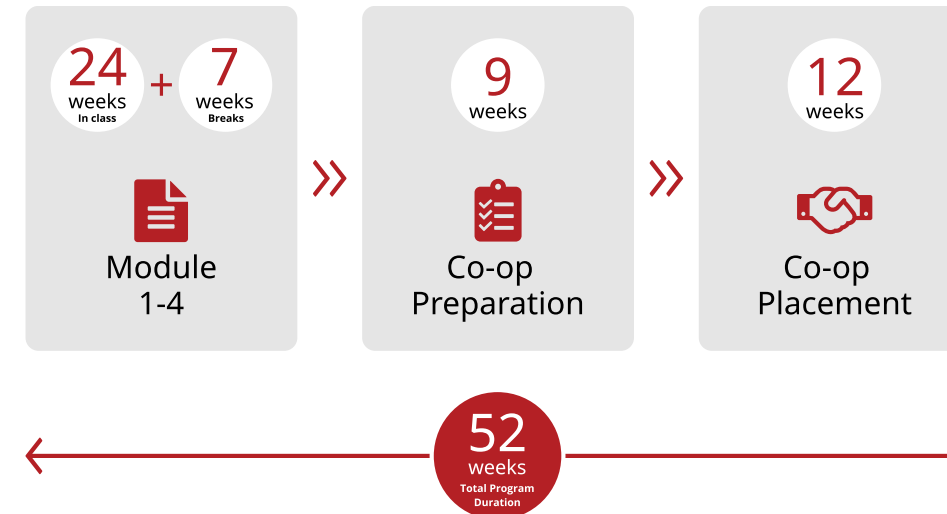 24
weeks
In class
+
7
weeks
Breaks
Module
1-4
9
weeks
Co-op
Preparation
12
weeks
Co-op
Placement
52
weeks
Total Program
Duration